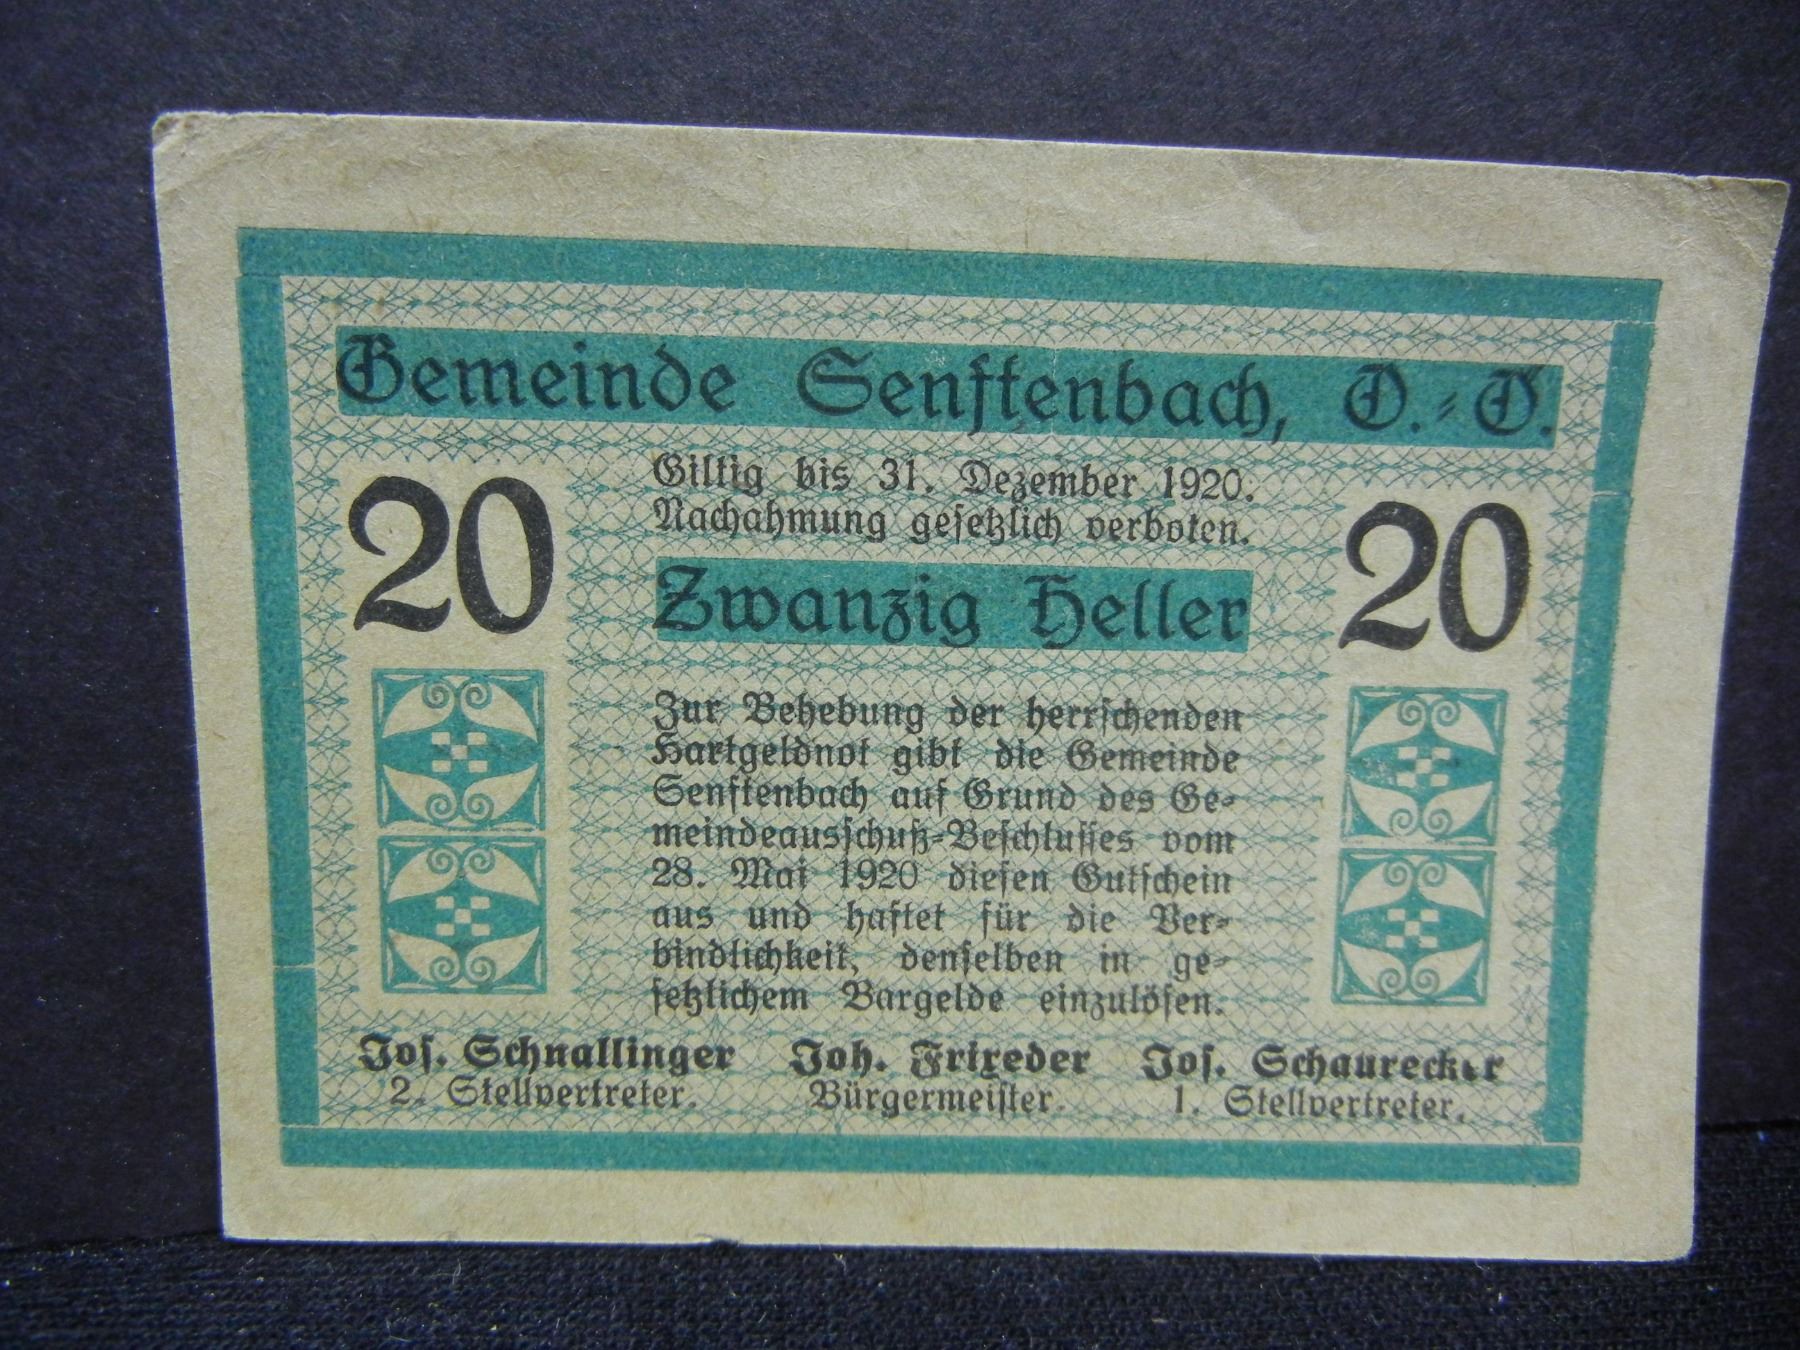 Gemeinde Senftenbach, O.-Ö.
20
Giltig bis 31. Dezember 1920.
Nachahmung gesetzlich verboten.
20
Zwanzig Heller
Zur Behebung der herrschenden
Hartgeldnot gibt die Gemeinde
Senftenbach auf Grund des Ge-
meindeausschuß-Beschlusses vom
28. Mai 1920 diesen Gutschein
aus und haftet für die Ver-
bindlichkeit, denselben in ge-
setzlichem Bargelde einzulösen.
Jos. Schnallinger
2. Stellvertreter.
Joh. Frixeder
Bürgermeister.
Jos. Schaurecker
1. Stellvertreter.